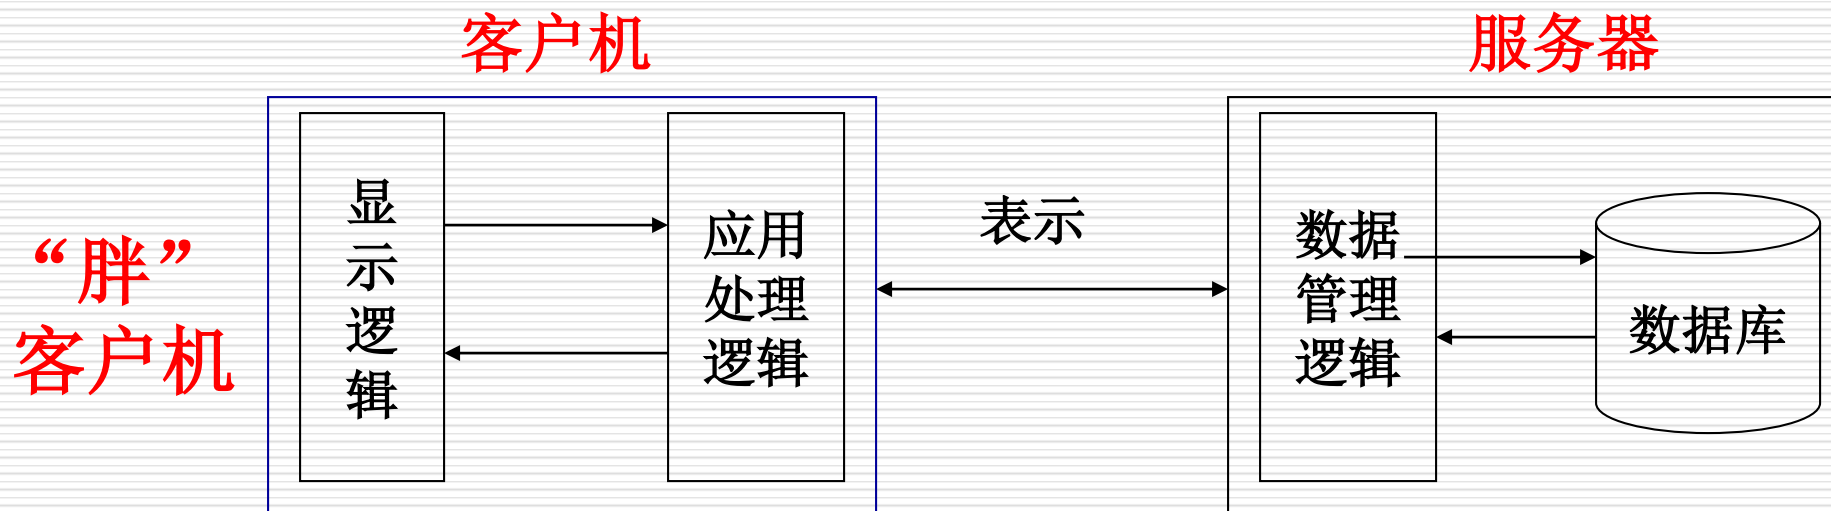 客户机
服务器
“胖”
客户机
显
示
逻
辑
应用
处理
逻辑
表示
数据
管理
逻辑
数据库